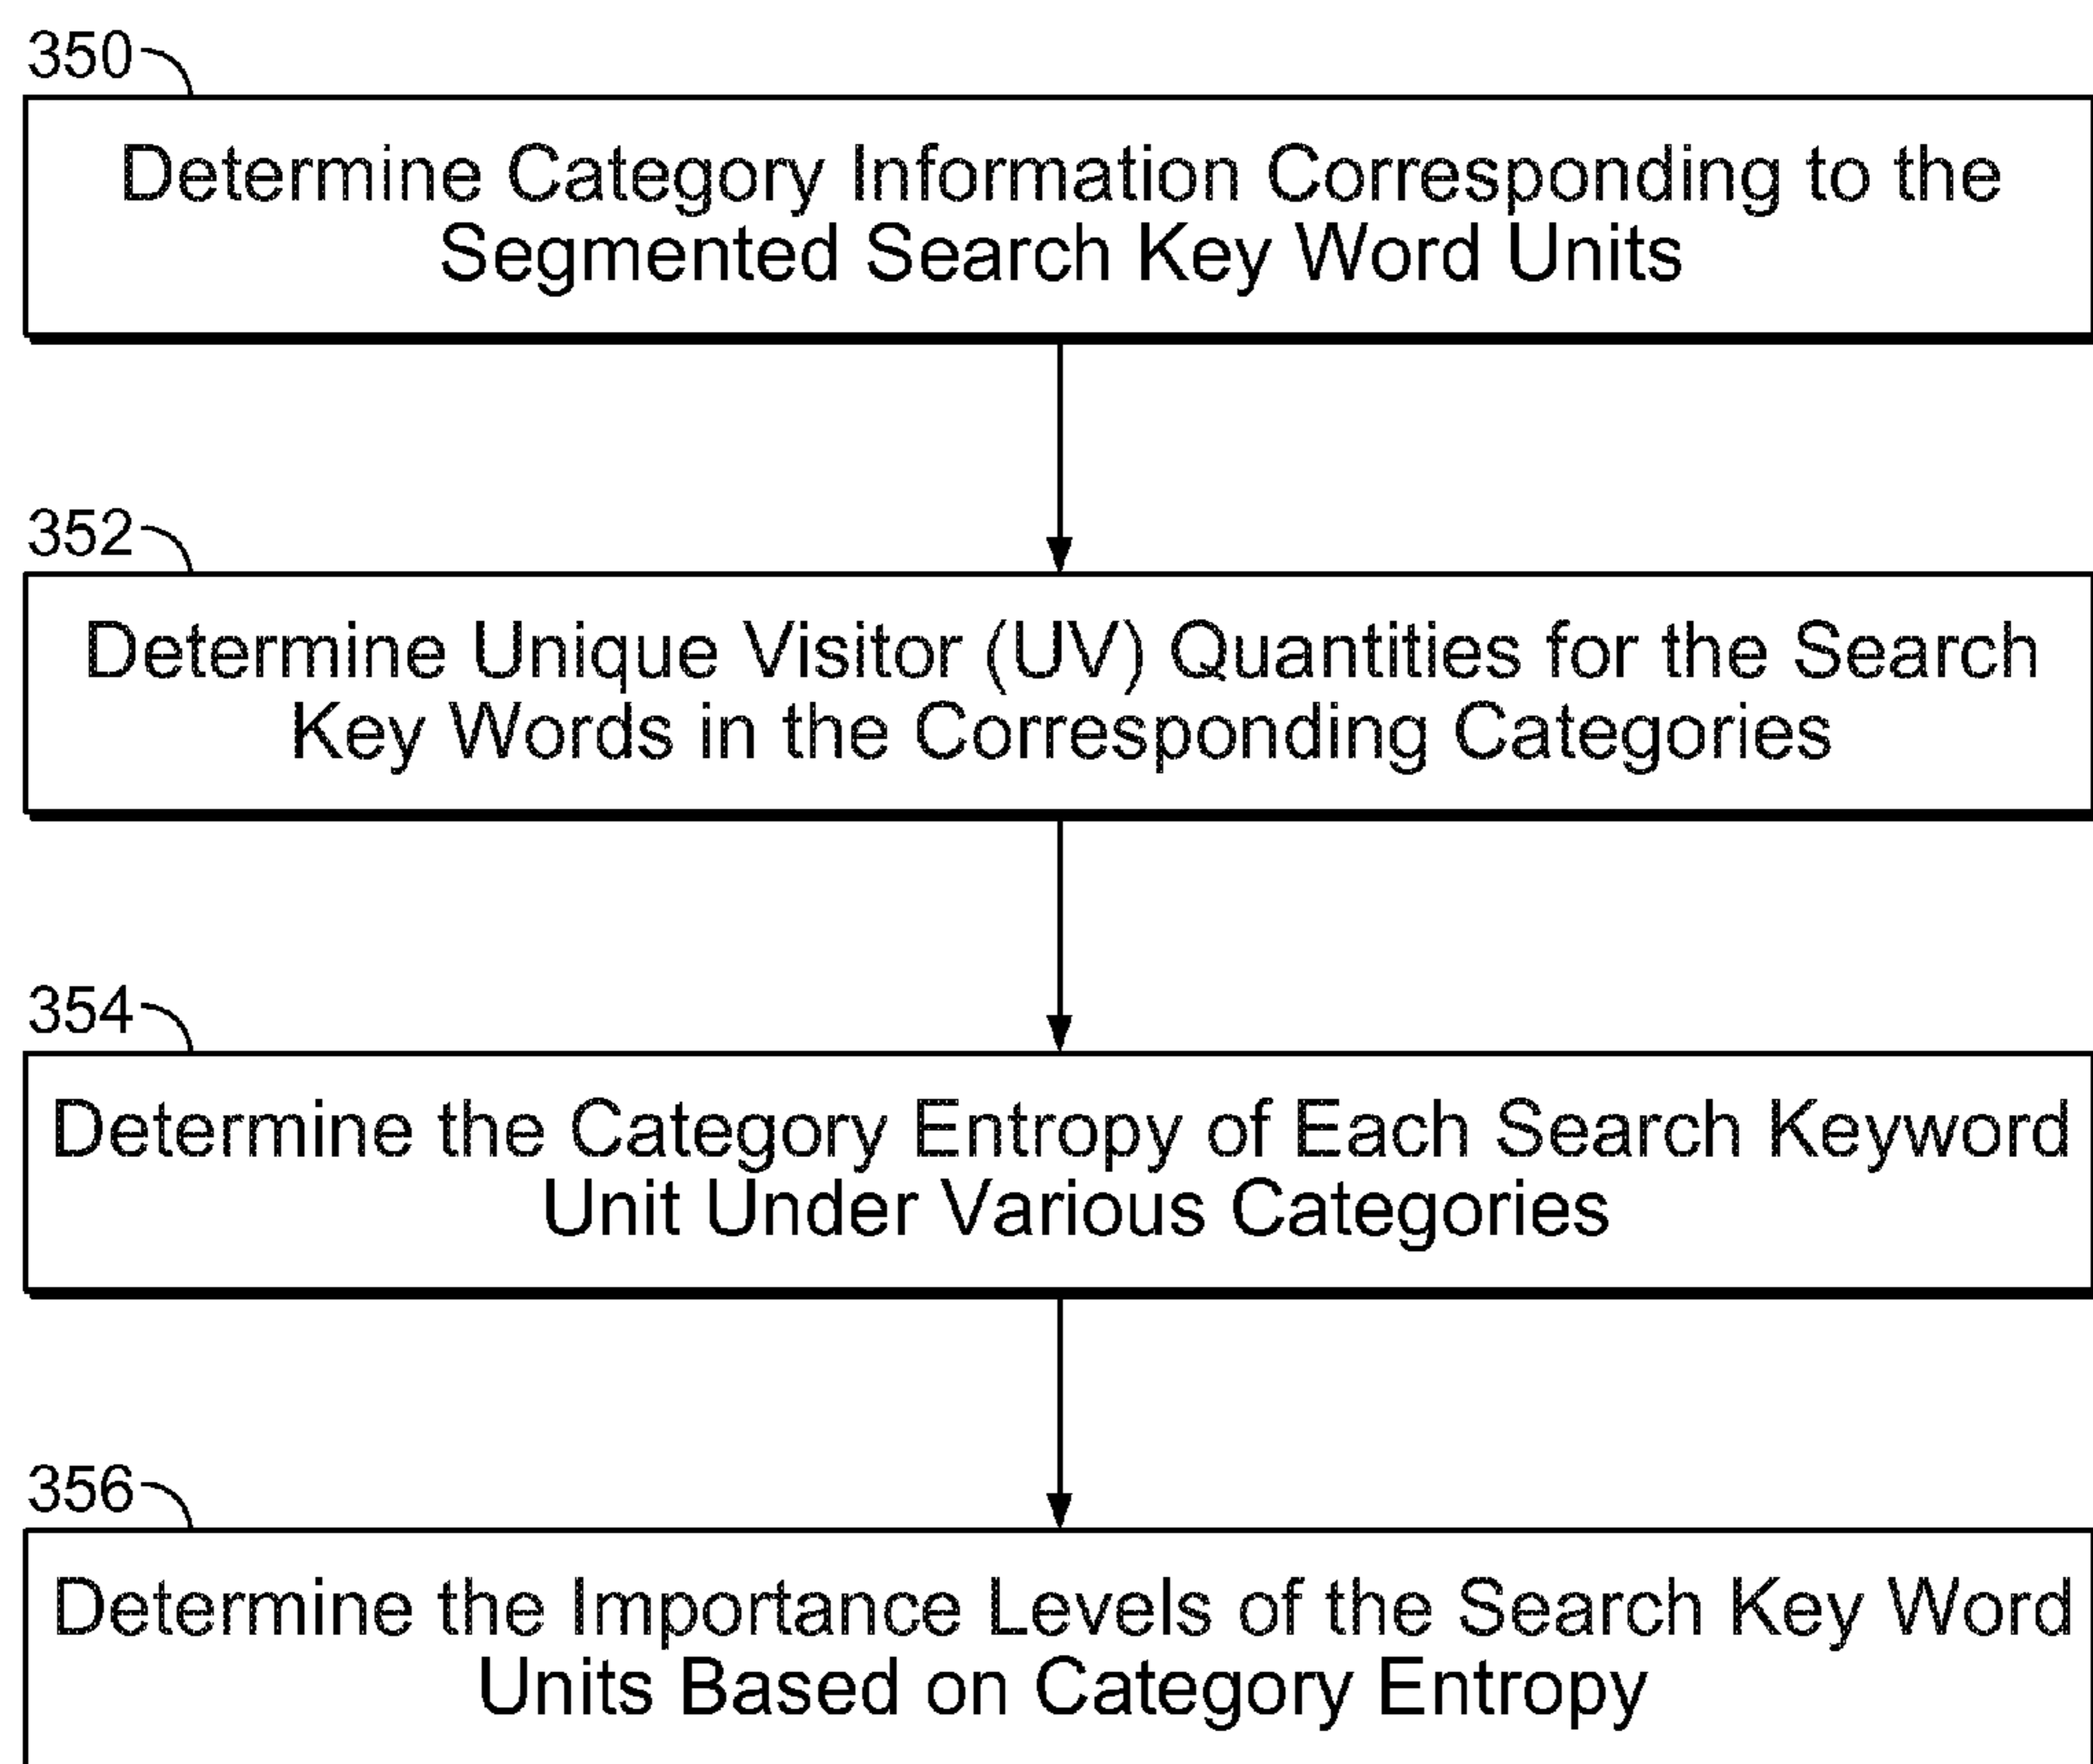 350
Determine Category Information Corresponding to the
Segmented Search Key Word Units
352
Determine Unique Visitor (UV) Quantities for the Search
Key Words in the Corresponding Categories
354
Determine the Category Entropy of Each Search Keyword
Unit Under Various Categories
356
Determine the Importance Levels of the Search Key Word
Units Based on Category Entropy